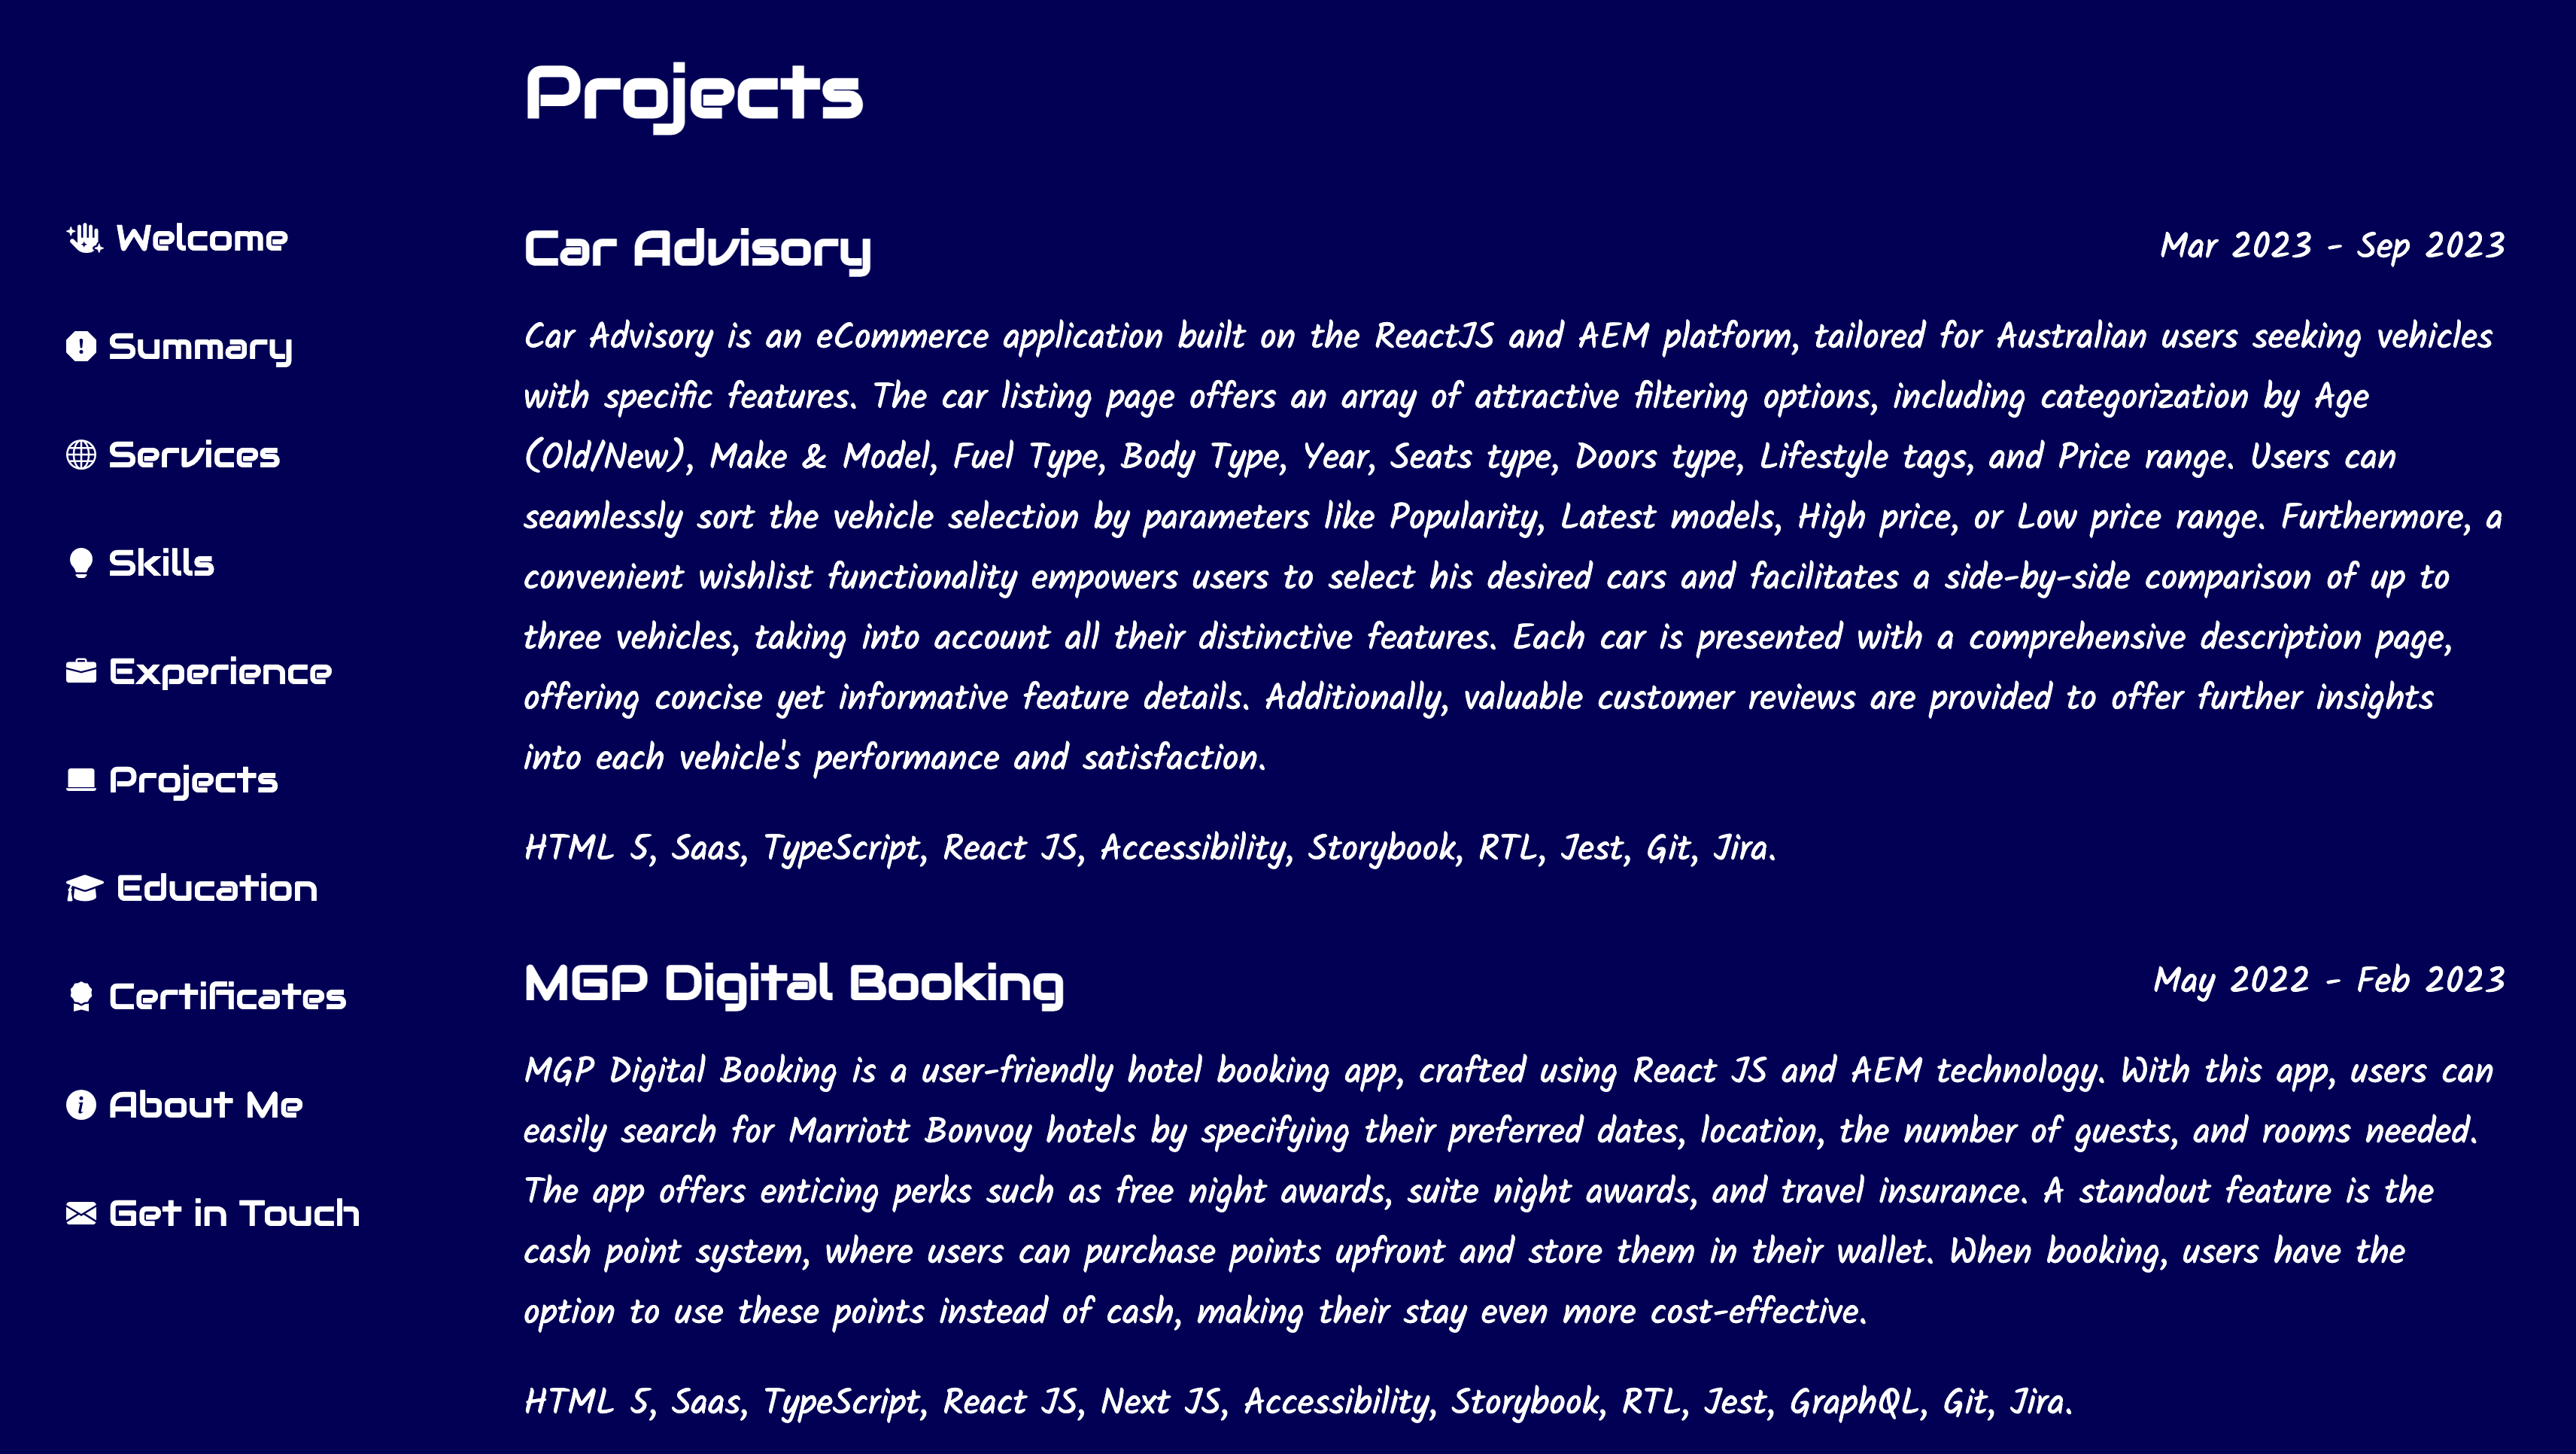 Projects
Welcome
Summary
Services
Skills
Experience
Projects
Education
Certificates
About Me
Get in Touch
Car Advisory
Mar 2023 - Sep 2023
Car Advisory is an eCommerce application built on the ReactJS and AEM platform, tailored for Australian users seeking vehicles
with specific features. The car listing page offers an array of attractive filtering options, including categorization by Age
(Old/New), Make & Model, Fuel Type, Body Type, Year, Seats type, Doors type, Lifestyle tags, and Price range. Users can
seamlessly sort the vehicle selection by parameters like Popularity, Latest models, High price, or Low price range. Furthermore, a
convenient wishlist functionality empowers users to select his desired cars and facilitates a side-by-side comparison of up to
three vehicles, taking into account all their distinctive features. Each car is presented with a comprehensive description page,
offering concise yet informative feature details. Additionally, valuable customer reviews are provided to offer further insights
into each vehicle's performance and satisfaction.
HTML 5, Saas, TypeScript, React JS, Accessibility, Storybook, RTL, Jest, Git, Jira.
MGP Digital Booking
May 2022 - Feb 2023
MGP Digital Booking is a user-friendly hotel booking app, crafted using React JS and AEM technology. With this app, users can
easily search for Marriott Bonvoy hotels by specifying their preferred dates, location, the number of guests, and rooms needed.
The app offers enticing perks such as free night awards, suite night awards, and travel insurance. A standout feature is the
cash point system, where users can purchase points upfront and store them in their wallet. When booking, users have the
option to use these points instead of cash, making their stay even more cost-effective.
HTML 5, Saas, TypeScript, React JS, Next JS, Accessibility, Storybook, RTL, Jest, GraphQL, Git, Jira.